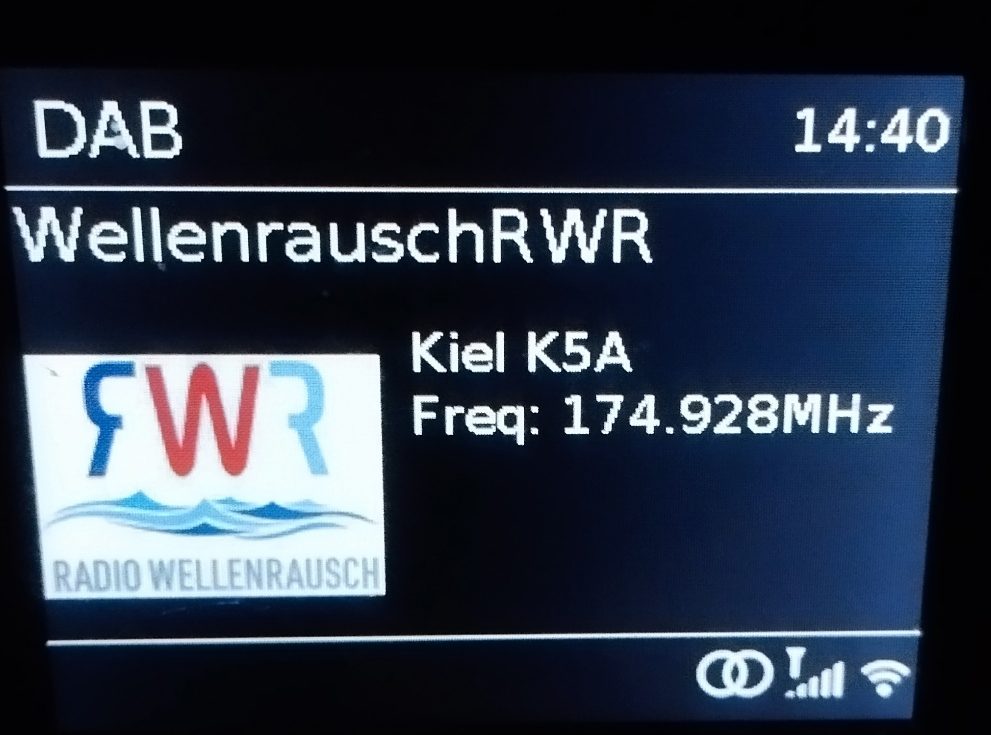 DAB 14:40
WellenrauschRWR
Kiel K5A
Freq: 174.928MHz
RWR
RADIO WELLENRAUSCH